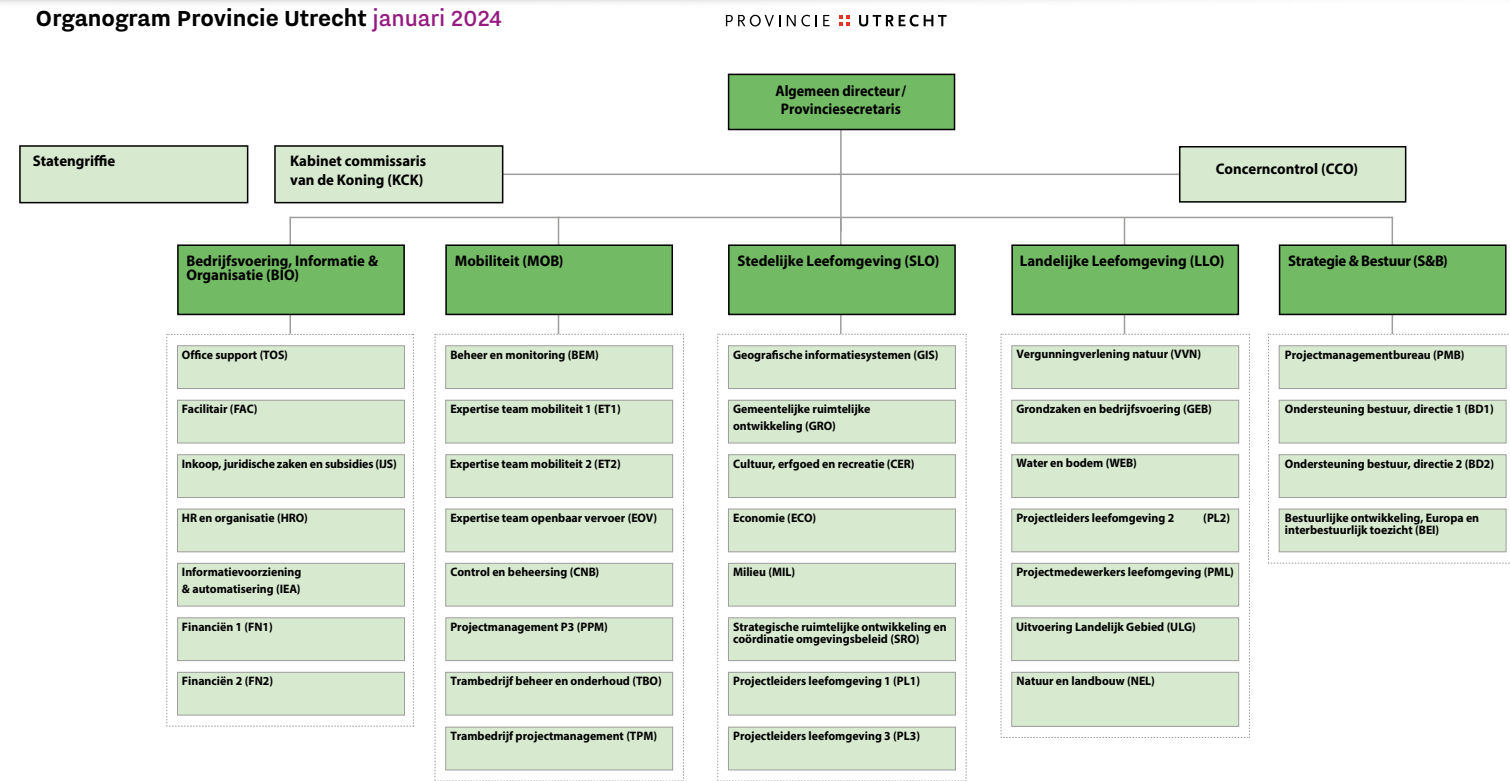 Organogram Provincie Utrecht januari 2024
PROVINCIE UTRECHT
Algemeen directeur /
Provinciesecretaris
Statengriffie
Kabinet commissaris
van de Koning (KCK)
Concerncontrol (CCO)
Bedrijfsvoering, Informatie &
Organisatie (BIO)
Office support (TOS)
Facilitair (FAC)
Inkoop, juridische zaken en subsidies (IJS)
HR en organisatie (HRO)
Informatievoorziening
& automatisering (IEA)
Financiën 1 (FN1)
Financiën 2 (FN2)
Mobiliteit (MOB)
Beheer en monitoring (BEM)
Expertise team mobiliteit 1 (ET1)
Expertise team mobiliteit 2 (ET2)
Expertise team openbaar vervoer (EOV)
Control en beheersing (CNB)
Projectmanagement P3 (PPM)
Trambedrijf beheer en onderhoud (TBO)
Trambedrijf projectmanagement (TPM)
Stedelijke Leefomgeving (SLO)
Geografische informatiesystemen (GIS)
Gemeentelijke ruimtelijke
ontwikkeling (GRO)
Cultuur, erfgoed en recreatie (CER)
Economie (ECO)
Milieu (MIL)
Strategische ruimtelijke ontwikkeling en
coördinatie omgevingsbeleid (SRO)
Projectleiders leefomgeving 1 (PL1)
Projectleiders leefomgeving 3 (PL3)
Landelijke Leefomgeving (LLO)
Vergunningverlening natuur (VVN)
Grondzaken en bedrijfsvoering (GEB)
Water en bodem (WEB)
Projectleiders leefomgeving 2 (PL2)
Projectmedewerkers leefomgeving (PML)
Uitvoering Landelijk Gebied (ULG)
Natuur en landbouw (NEL)
Strategie & Bestuur (S&B)
Projectmanagementbureau (PMB)
Ondersteuning bestuur, directie 1 (BD1)
Ondersteuning bestuur, directie 2 (BD2)
Bestuurlijke ontwikkeling, Europa en
interbestuurlijk toezicht (BEI)